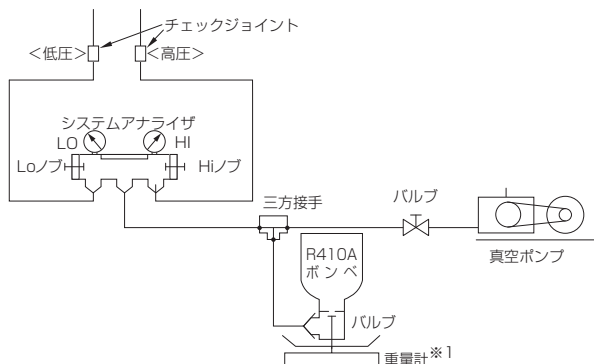 チェックジョイント
<低圧>
<高圧>
システムアナライザ
LO
HI
Loノブ
Hiノブ
三方接手
バルブ
真空ポンプ
R410A
ボンベ
バルブ
重量計※1